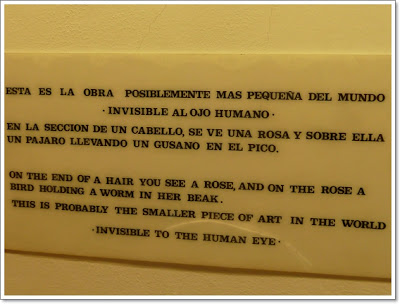 ESTA ES LA OBRA POSIBLEMENTE MAS PEQUEÑA DEL MUNDO
· INVISIBLE AL OJO HUMANO ·
EN LA SECCION DE UN CABELLO, SE VE UNA ROSA Y SOBRE ELLA
UN PAJARO LLEVANDO UN GUSANO EN EL PICO.
ON THE END OF A HAIR YOU SEE A ROSE, AND ON THE ROSE A
BIRD HOLDING A WORM IN HER BEAK.
THIS IS PROBABLY THE SMALLER PIECE OF ART IN THE WORLD
· INVISIBLE TO THE HUMAN EYE ·